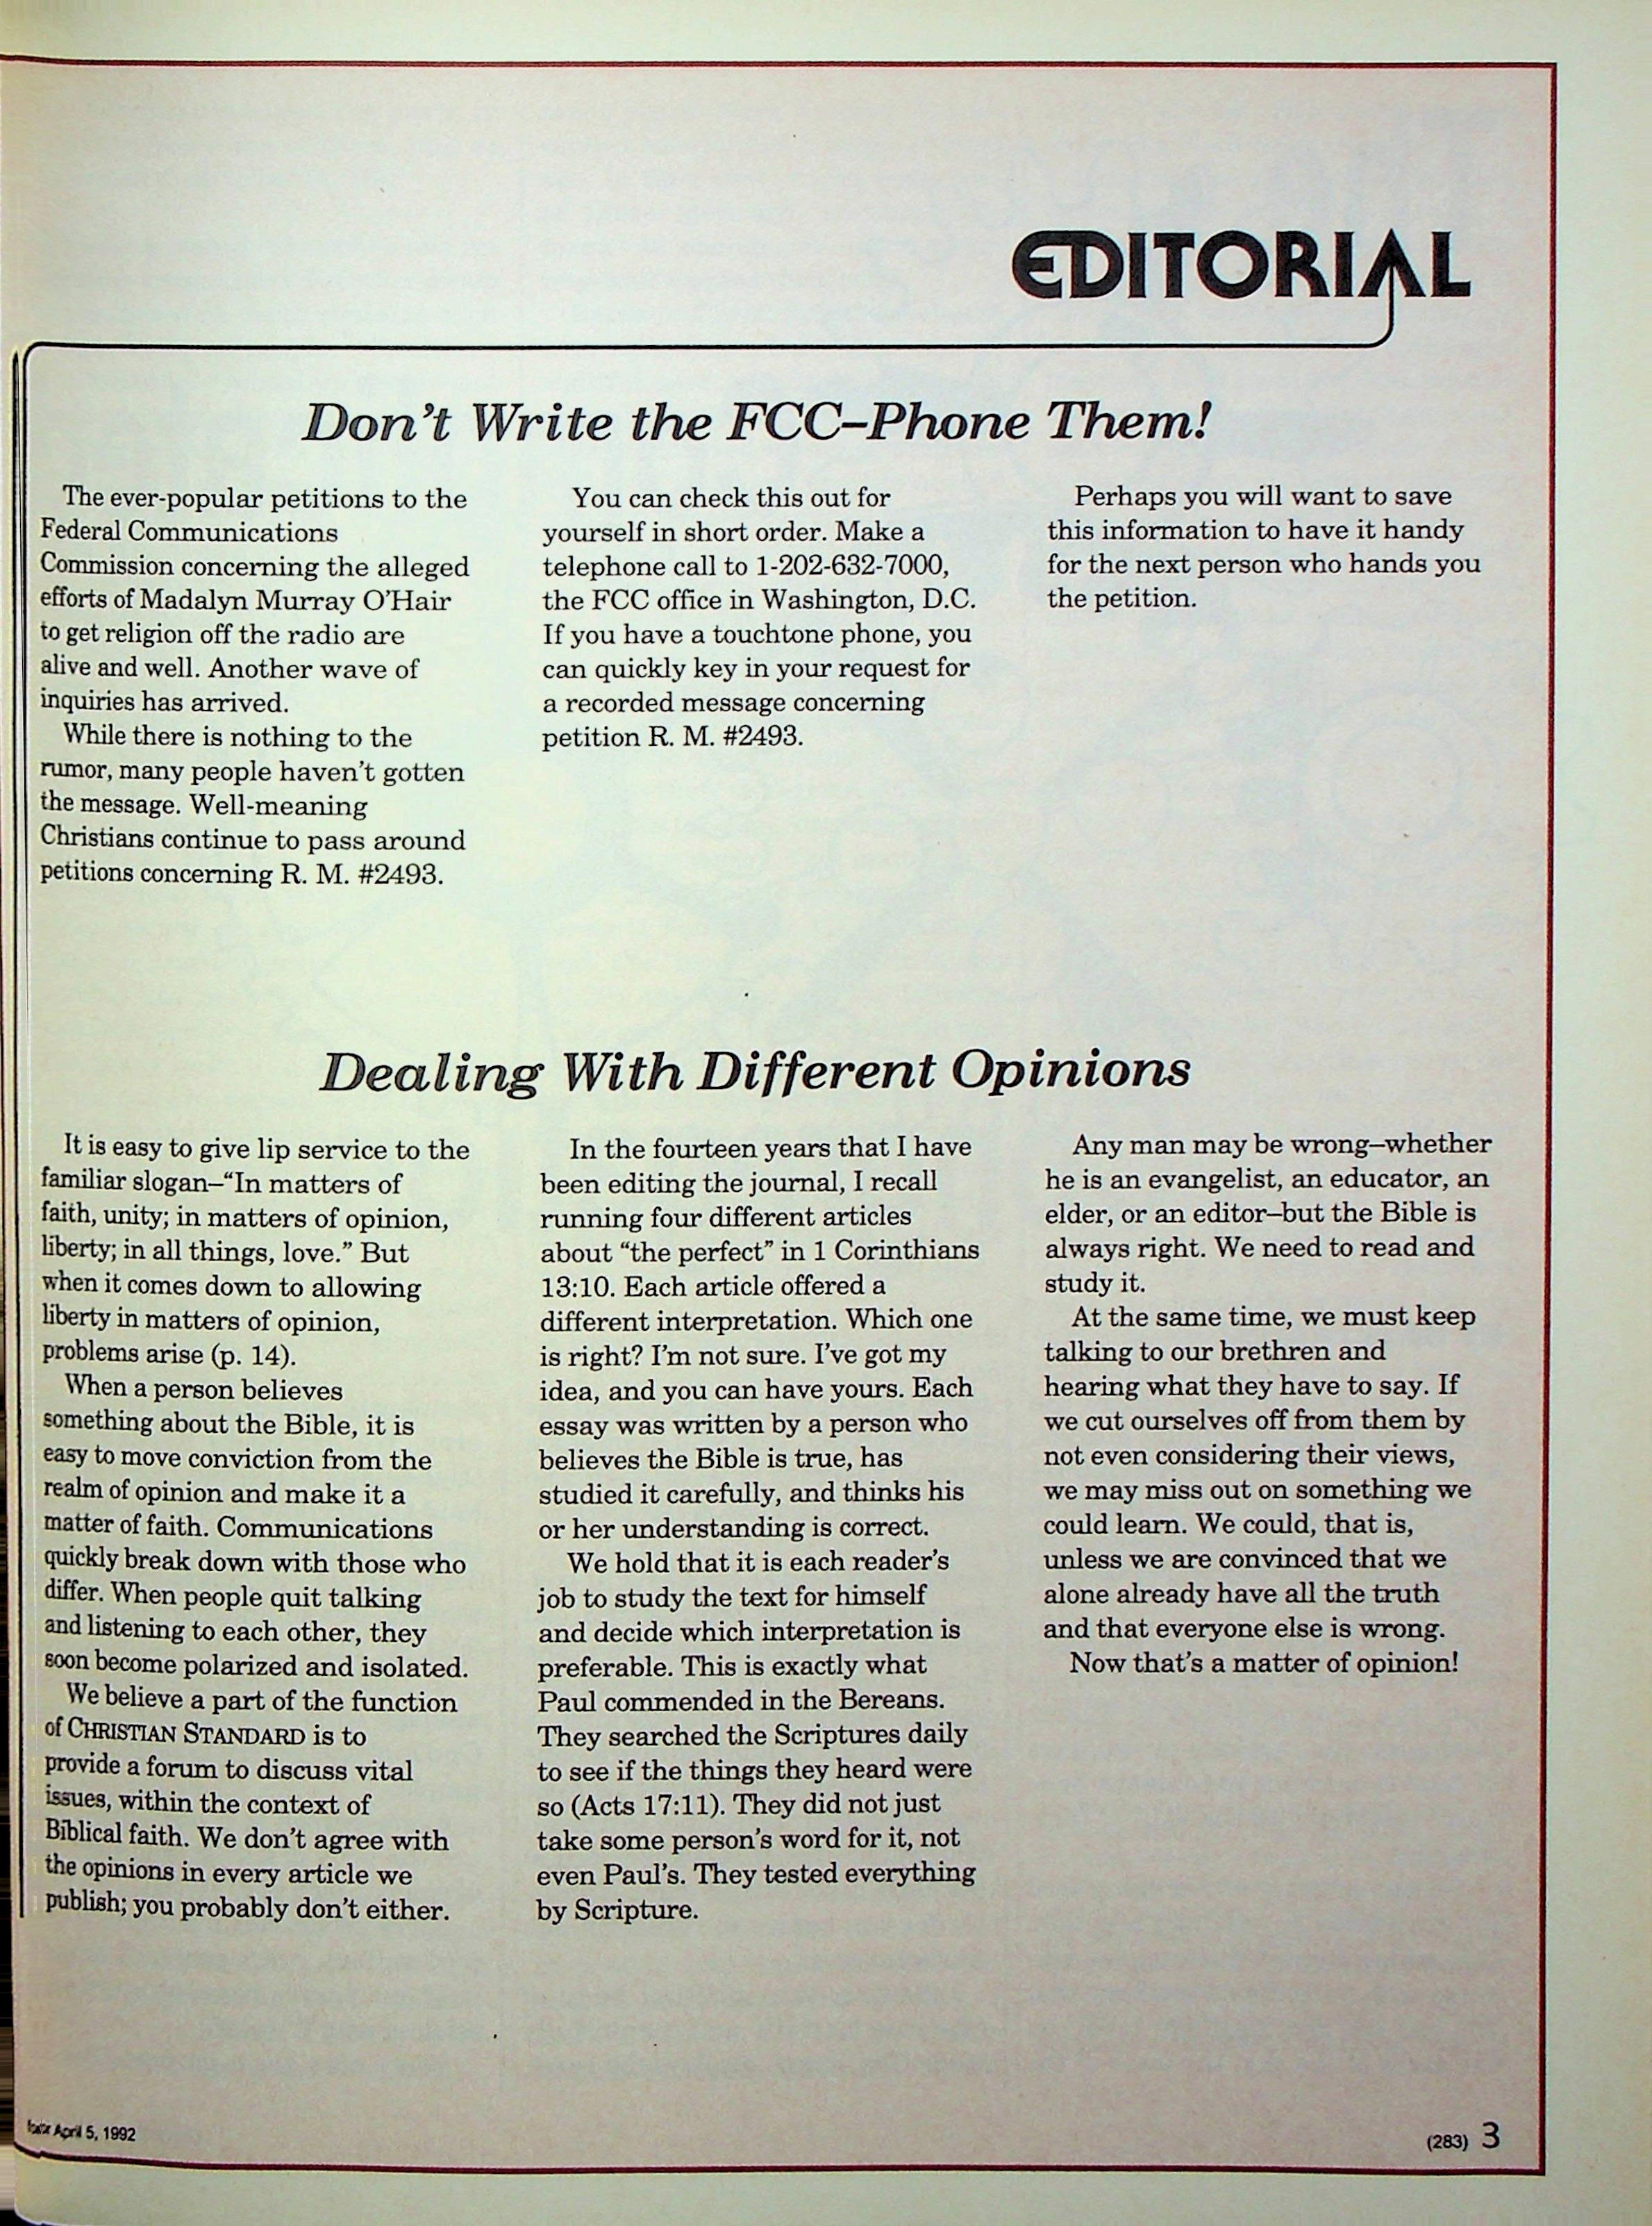 EDITORIAL
Don't Write the FCC–Phone Them!
The ever-popular petitions to the
Federal Communications
Commission concerning the alleged
efforts of Madalyn Murray O'Hair
to get religion off the radio are
alive and well. Another wave of
inquiries has arrived.
While there is nothing to the
rumor, many people haven't gotten
the message. Well-meaning
Christians continue to pass around
petitions concerning R. M. #2493.
You can check this out for
yourself in short order. Make a
telephone call to 1-202-632-7000,
the FCC office in Washington, D.C.
If you have a touchtone phone, you
can quickly key in your request for
a recorded message concerning
petition R. M. #2493.
Perhaps you will want to save
this information to have it handy
for the next person who hands you
the petition.
Dealing With Different Opinions
It is easy to give lip service to the
familiar slogan–“In matters of
faith, unity; in matters of opinion,
liberty; in all things, love.” But
when it comes down to allowing
liberty in matters of opinion,
problems arise (p. 14).
When a person believes
something about the Bible, it is
easy to move conviction from the
realm of opinion and make it a
matter of faith. Communications
quickly break down with those who
differ. When people quit talking
and listening to each other, they
soon become polarized and isolated.
We believe a part of the function
of CHRISTIAN STANDARD is to
provide a forum to discuss vital
issues, within the context of
Biblical faith. We don't agree with
the opinions in every article we
publish; you probably don't either.
In the fourteen years that I have
been editing the journal, I recall
running four different articles
about “the perfect” in 1 Corinthians
13:10. Each article offered a
different interpretation. Which one
is right? I'm not sure. I've got my
idea, and you can have yours. Each
essay was written by a person who
believes the Bible is true, has
studied it carefully, and thinks his
or her understanding is correct.
We hold that it is each reader's
job to study the text for himself
and decide which interpretation is
preferable. This is exactly what
Paul commended in the Bereans.
They searched the Scriptures daily
to see if the things they heard were
so (Acts 17:11). They did not just
take some person's word for it, not
even Paul's. They tested everything
by Scripture.
Any man may be wrong–whether
he is an evangelist, an educator, an
elder, or an editor–but the Bible is
always right. We need to read and
study it.
At the same time, we must keep
talking to our brethren and
hearing what they have to say. If
we cut ourselves off from them by
not even considering their views,
we may miss out on something we
could learn. We could, that is,
unless we are convinced that we
alone already have all the truth
and that everyone else is wrong.
Now that's a matter of opinion!
April 5, 1992
(283) 3